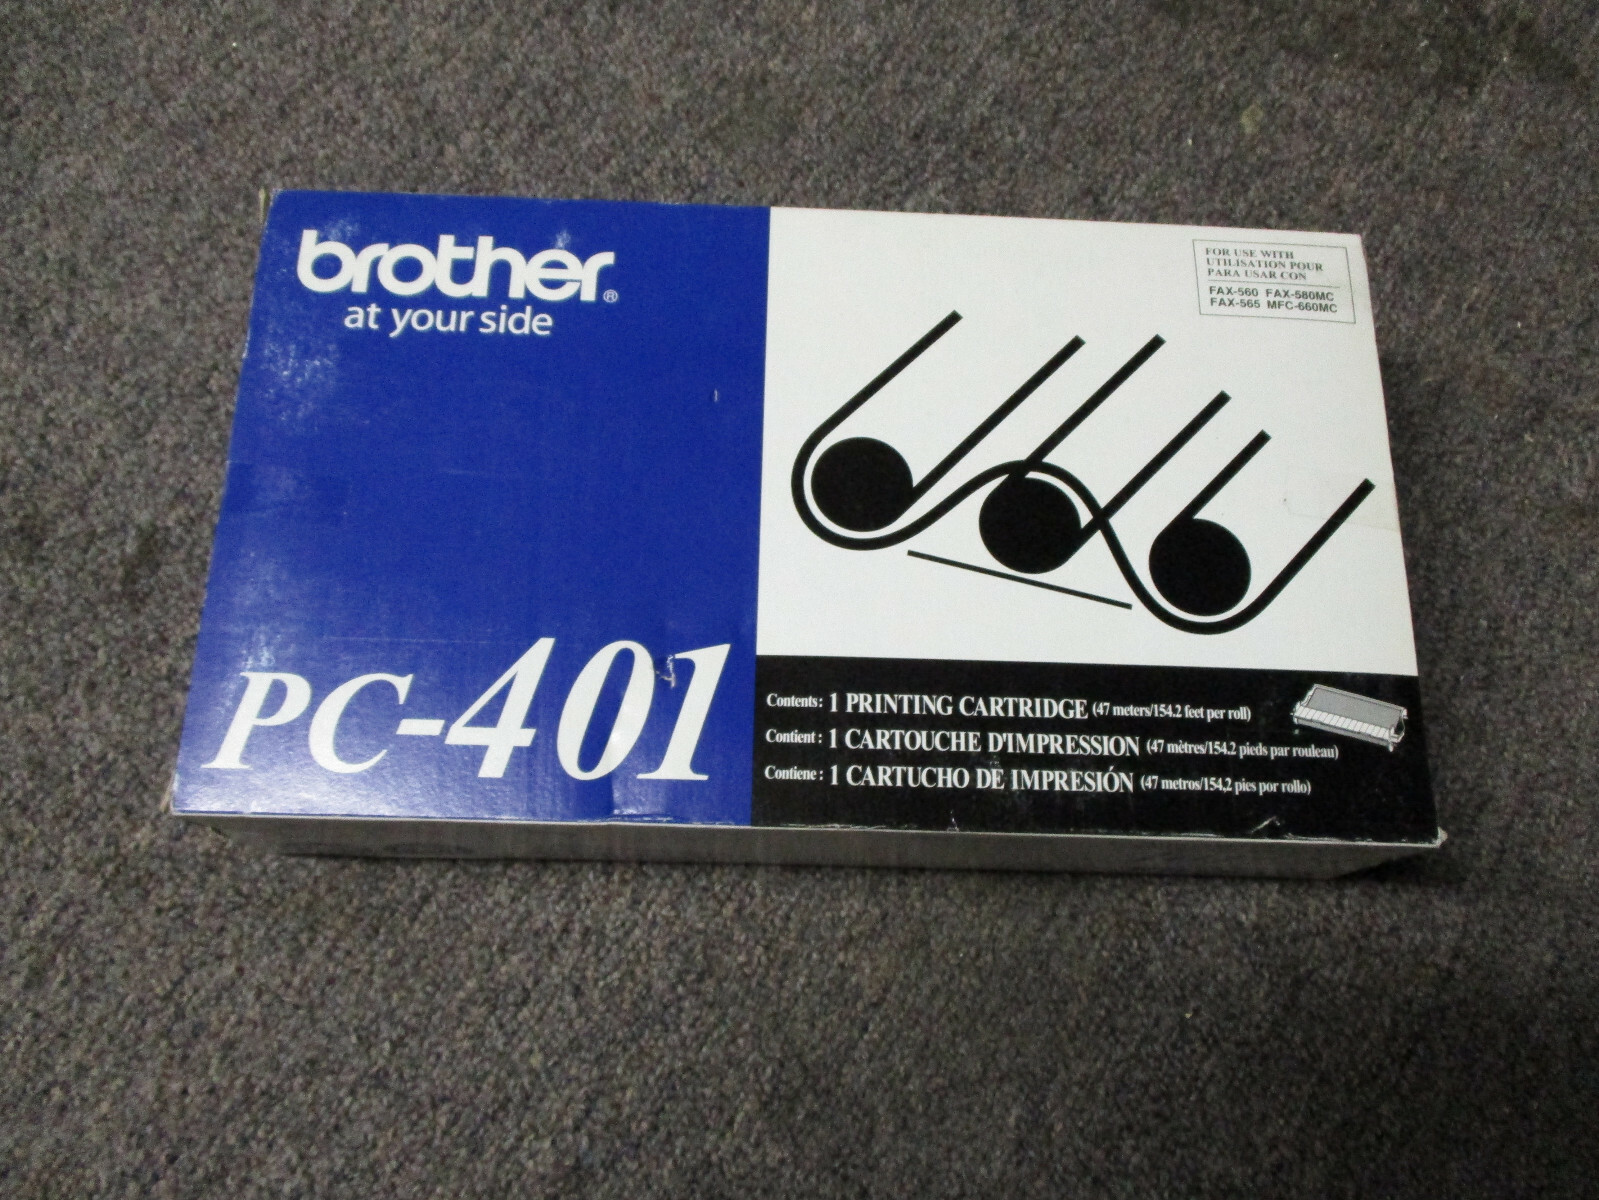 brother®
at your side
FOR USE WITH
UTILISATION POUR
PARA USAR CON
FAX-560 FAX-580MC
FAX-565 MFC-660MC
PC-401
Contents: 1 PRINTING CARTRIDGE (47 meters/154.2 feet per roll)
Contient: 1 CARTOUCHE D'IMPRESSION (47 mètres/154.2 pieds par rouleau)
Contiene: 1 CARTUCHO DE IMPRESIÓN (47 metros/154,2 pies por rollo)